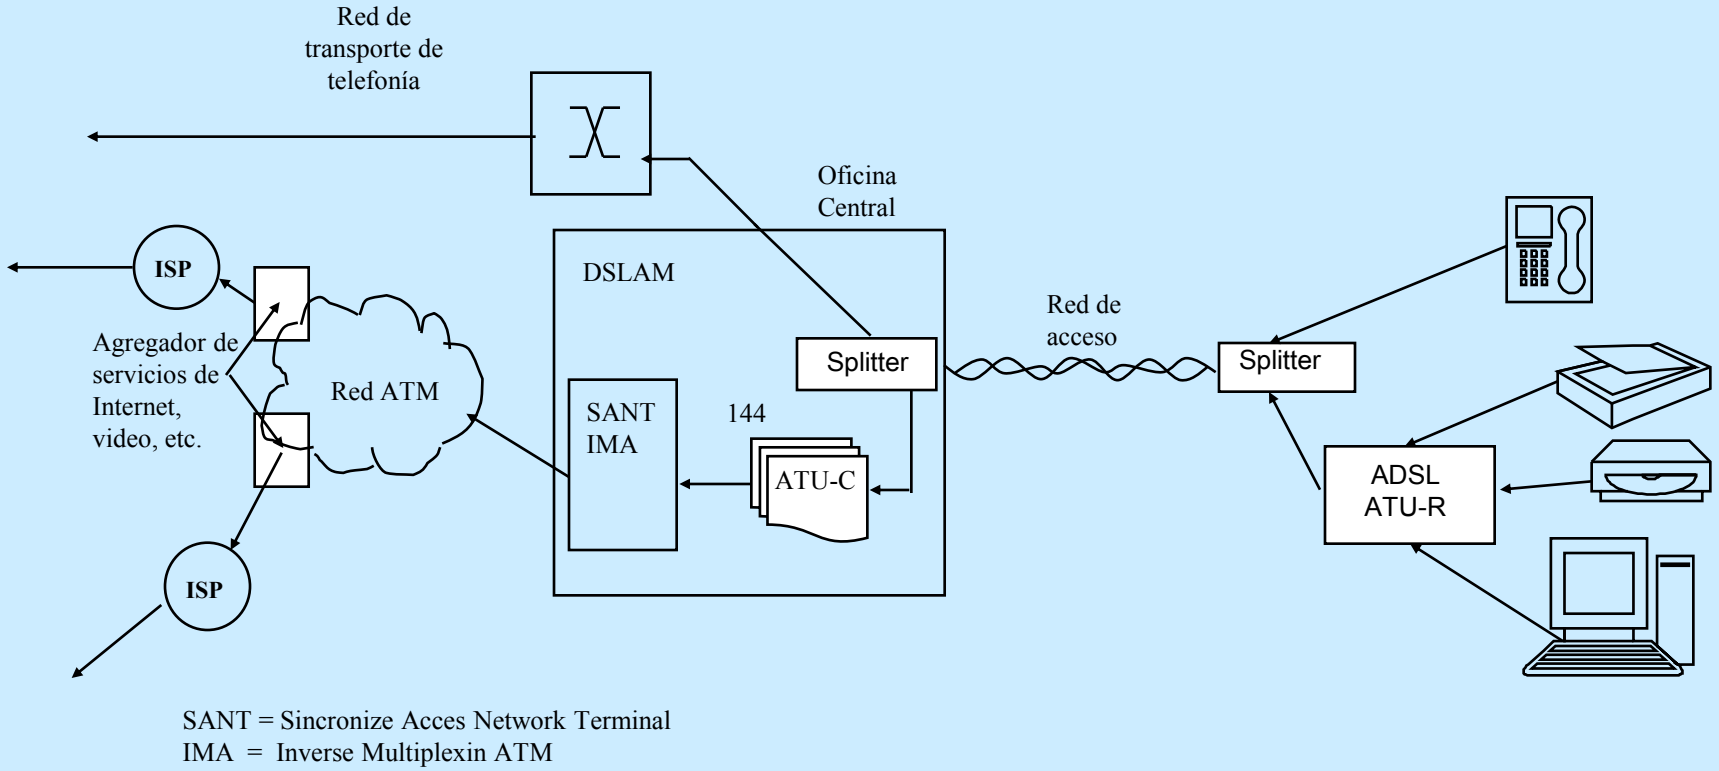 Red de
transporte de
telefonía
Oficina
Central
ISP
DSLAM
Red de
acceso
Agregador de
servicios de
Internet,
video, etc.
Red ATM
Splitter
Splitter
SANT
IMA
144
ATU-C
ADSL
ATU-R
ISP
SANT = Sincronize Acces Network Terminal
IMA = Inverse Multiplexin ATM